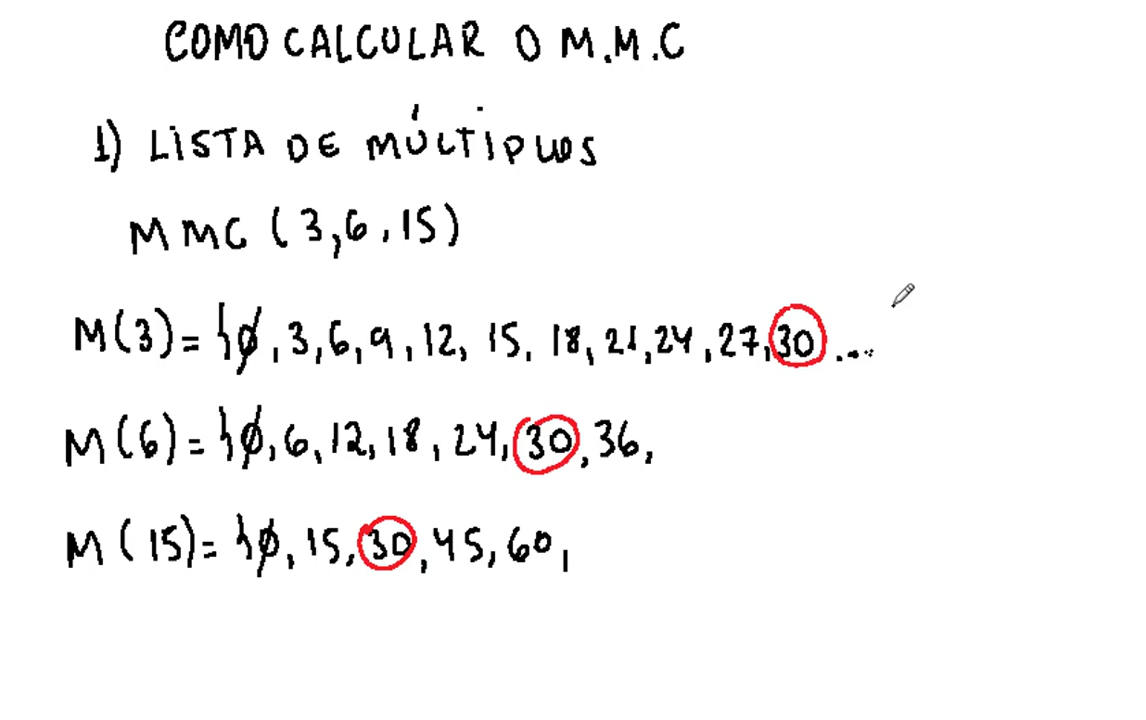 COMO CALCULAR O M.M.C
1) LISTA DE MÚLTIPLOS
MMC (3,6,15)
M(3) = {0, 3, 6, 9, 12, 15, 18, 21, 24, 27, 30 ....
M(6) = {0, 6, 12, 18, 24, 30, 36,
M(15) = {0, 15, 30, 45, 60,